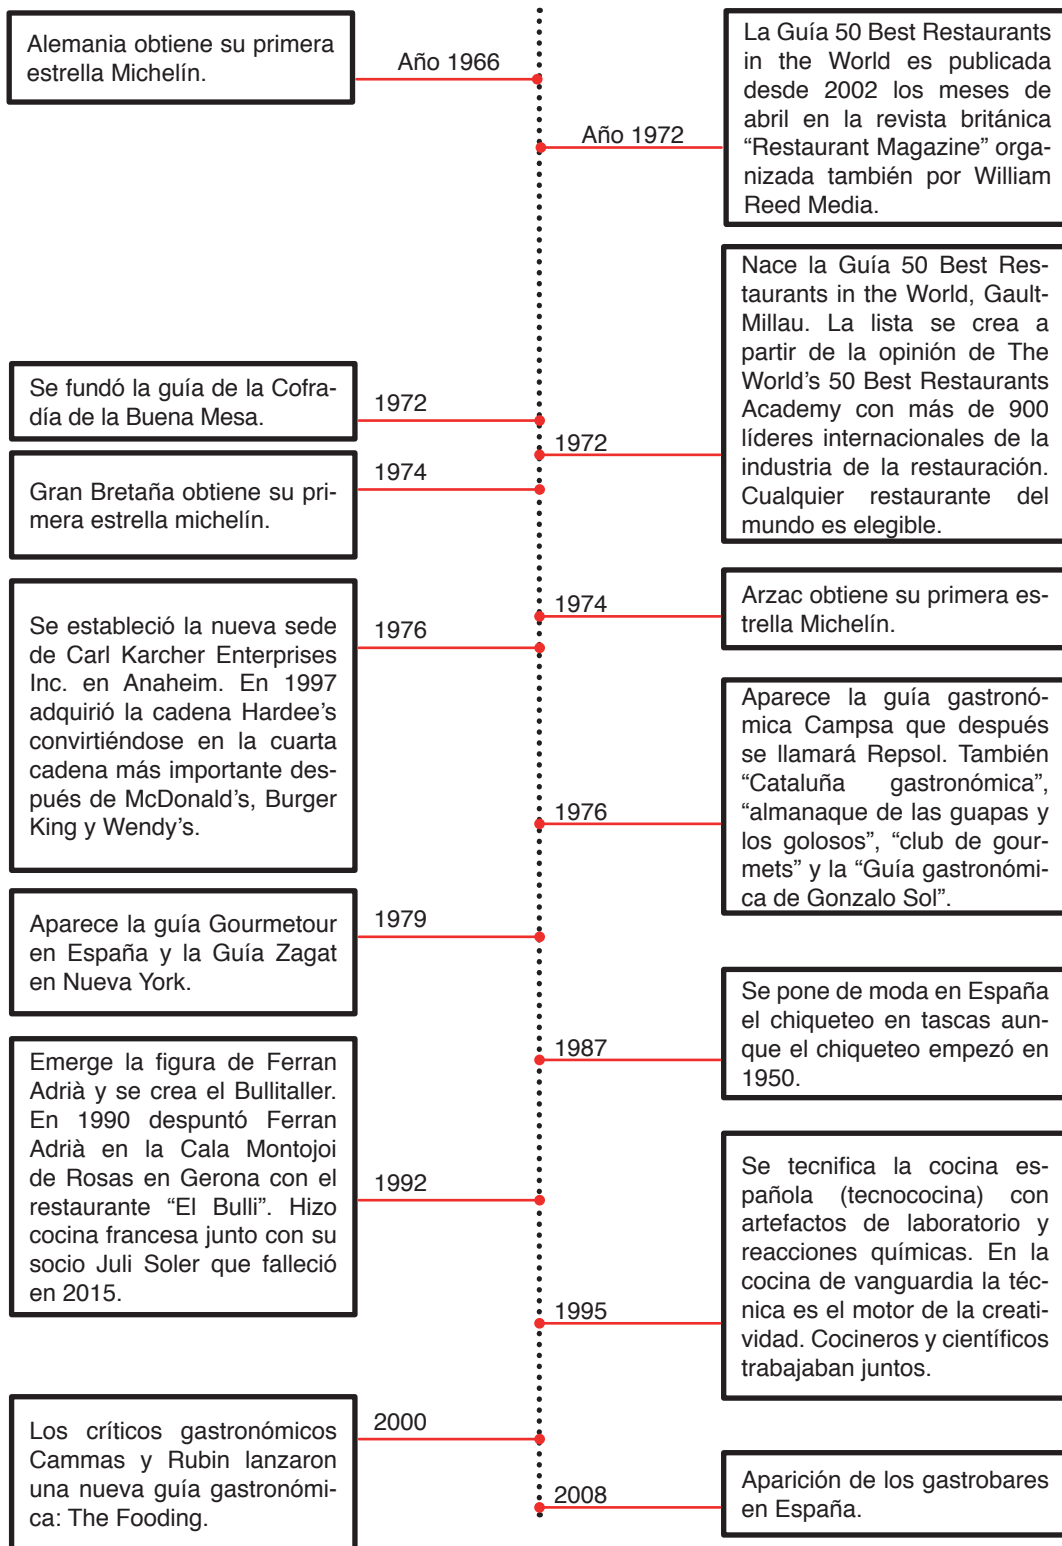 Alemania obtiene su primera
estrella Michelín.
Año 1966
La Guía 50 Best Restaurants
in the World es publicada
desde 2002 los meses de
abril en la revista británica
“Restaurant Magazine” orga-
nizada también por William
Reed Media.
Año 1972
Nace la Guía 50 Best Res-
taurants in the World, Gault-
Millau. La lista se crea a
partir de la opinión de The
World’s 50 Best Restaurants
Academy con más de 900
líderes internacionales de la
industria de la restauración.
Cualquier restaurante del
mundo es elegible.
Se fundó la guía de la Cofra-
día de la Buena Mesa.
1972
1972
Gran Bretaña obtiene su pri-
mera estrella michelín.
1974
1974
Arzac obtiene su primera es-
trella Michelín.
Se estableció la nueva sede
de Carl Karcher Enterprises
Inc. en Anaheim. En 1997
adquirió la cadena Hardee’s
convirtiéndose en la cuarta
cadena más importante des-
pués de McDonald’s, Burger
King y Wendy’s.
1976
Aparece la guía gastronó-
mica Campsa que después
se llamará Repsol. También
“Cataluña gastronómica”,
“almanaque de las guapas y
los golosos”, “club de gour-
mets” y la “Guía gastronómi-
ca de Gonzalo Sol”.
1976
Aparece la guía Gourmetour
en España y la Guía Zagat
en Nueva York.
1979
Se pone de moda en España
el chiqueteo en tascas aun-
que el chiqueteo empezó en
1950.
1987
Emerge la figura de Ferran
Adrià y se crea el Bullitaller.
En 1990 despuntó Ferran
Adrià en la Cala Montojoi
de Rosas en Gerona con el
restaurante “El Bulli”. Hizo
cocina francesa junto con su
socio Juli Soler que falleció
en 2015.
1992
Se tecnifica la cocina es-
pañola (tecnococina) con
artefactos de laboratorio y
reacciones químicas. En la
cocina de vanguardia la téc-
nica es el motor de la creati-
vidad. Cocineros y científicos
trabajaban juntos.
1995
Los críticos gastronómicos
Cammas y Rubin lanzaron
una nueva guía gastronómi-
ca: The Fooding.
2000
2008
Aparición de los gastrobares
en España.